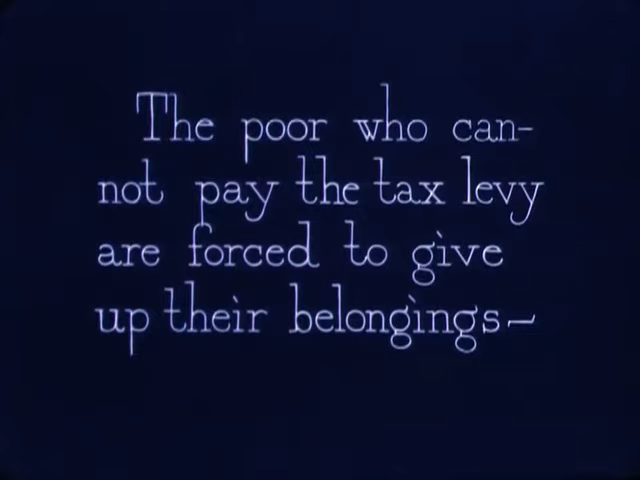 The poor who can-
not pay the tax levy
are forced to give
up their belongings—